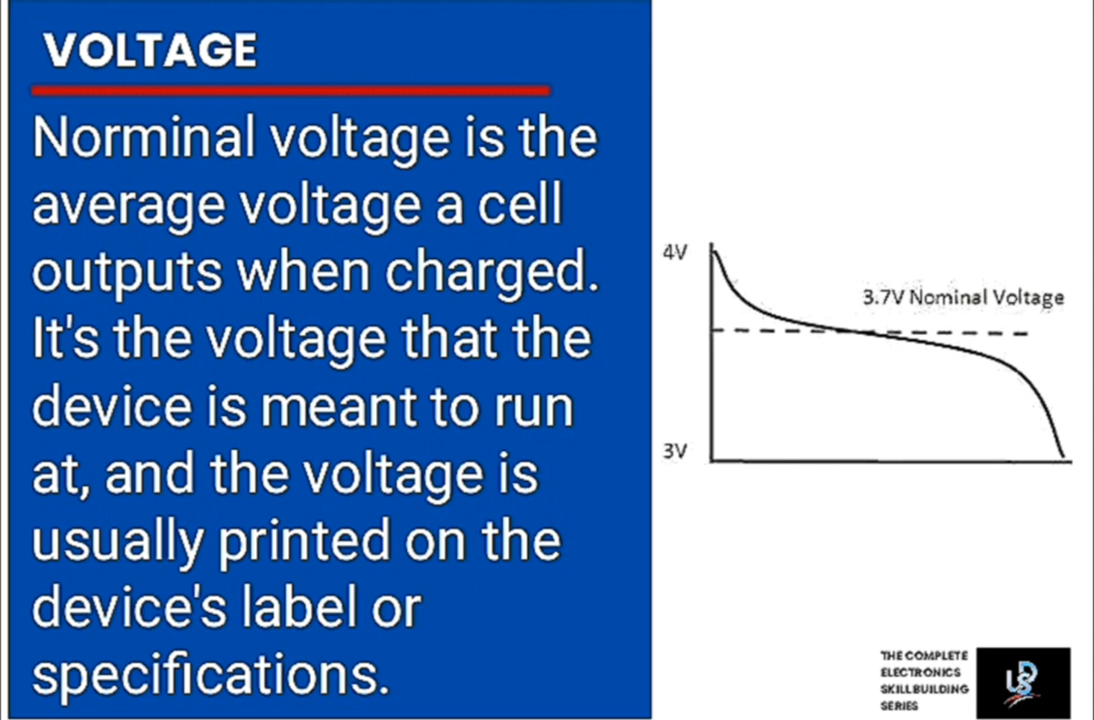 VOLTAGE
Norminal voltage is the
average voltage a cell
outputs when charged.
It's the voltage that the
device is meant to run
at, and the voltage is
usually printed on the
device's label or
specifications.
4V
3.7V Nominal Voltage
3V
THE COMPLETE
ELECTRONICS
SKILL BUILDING
SERIES